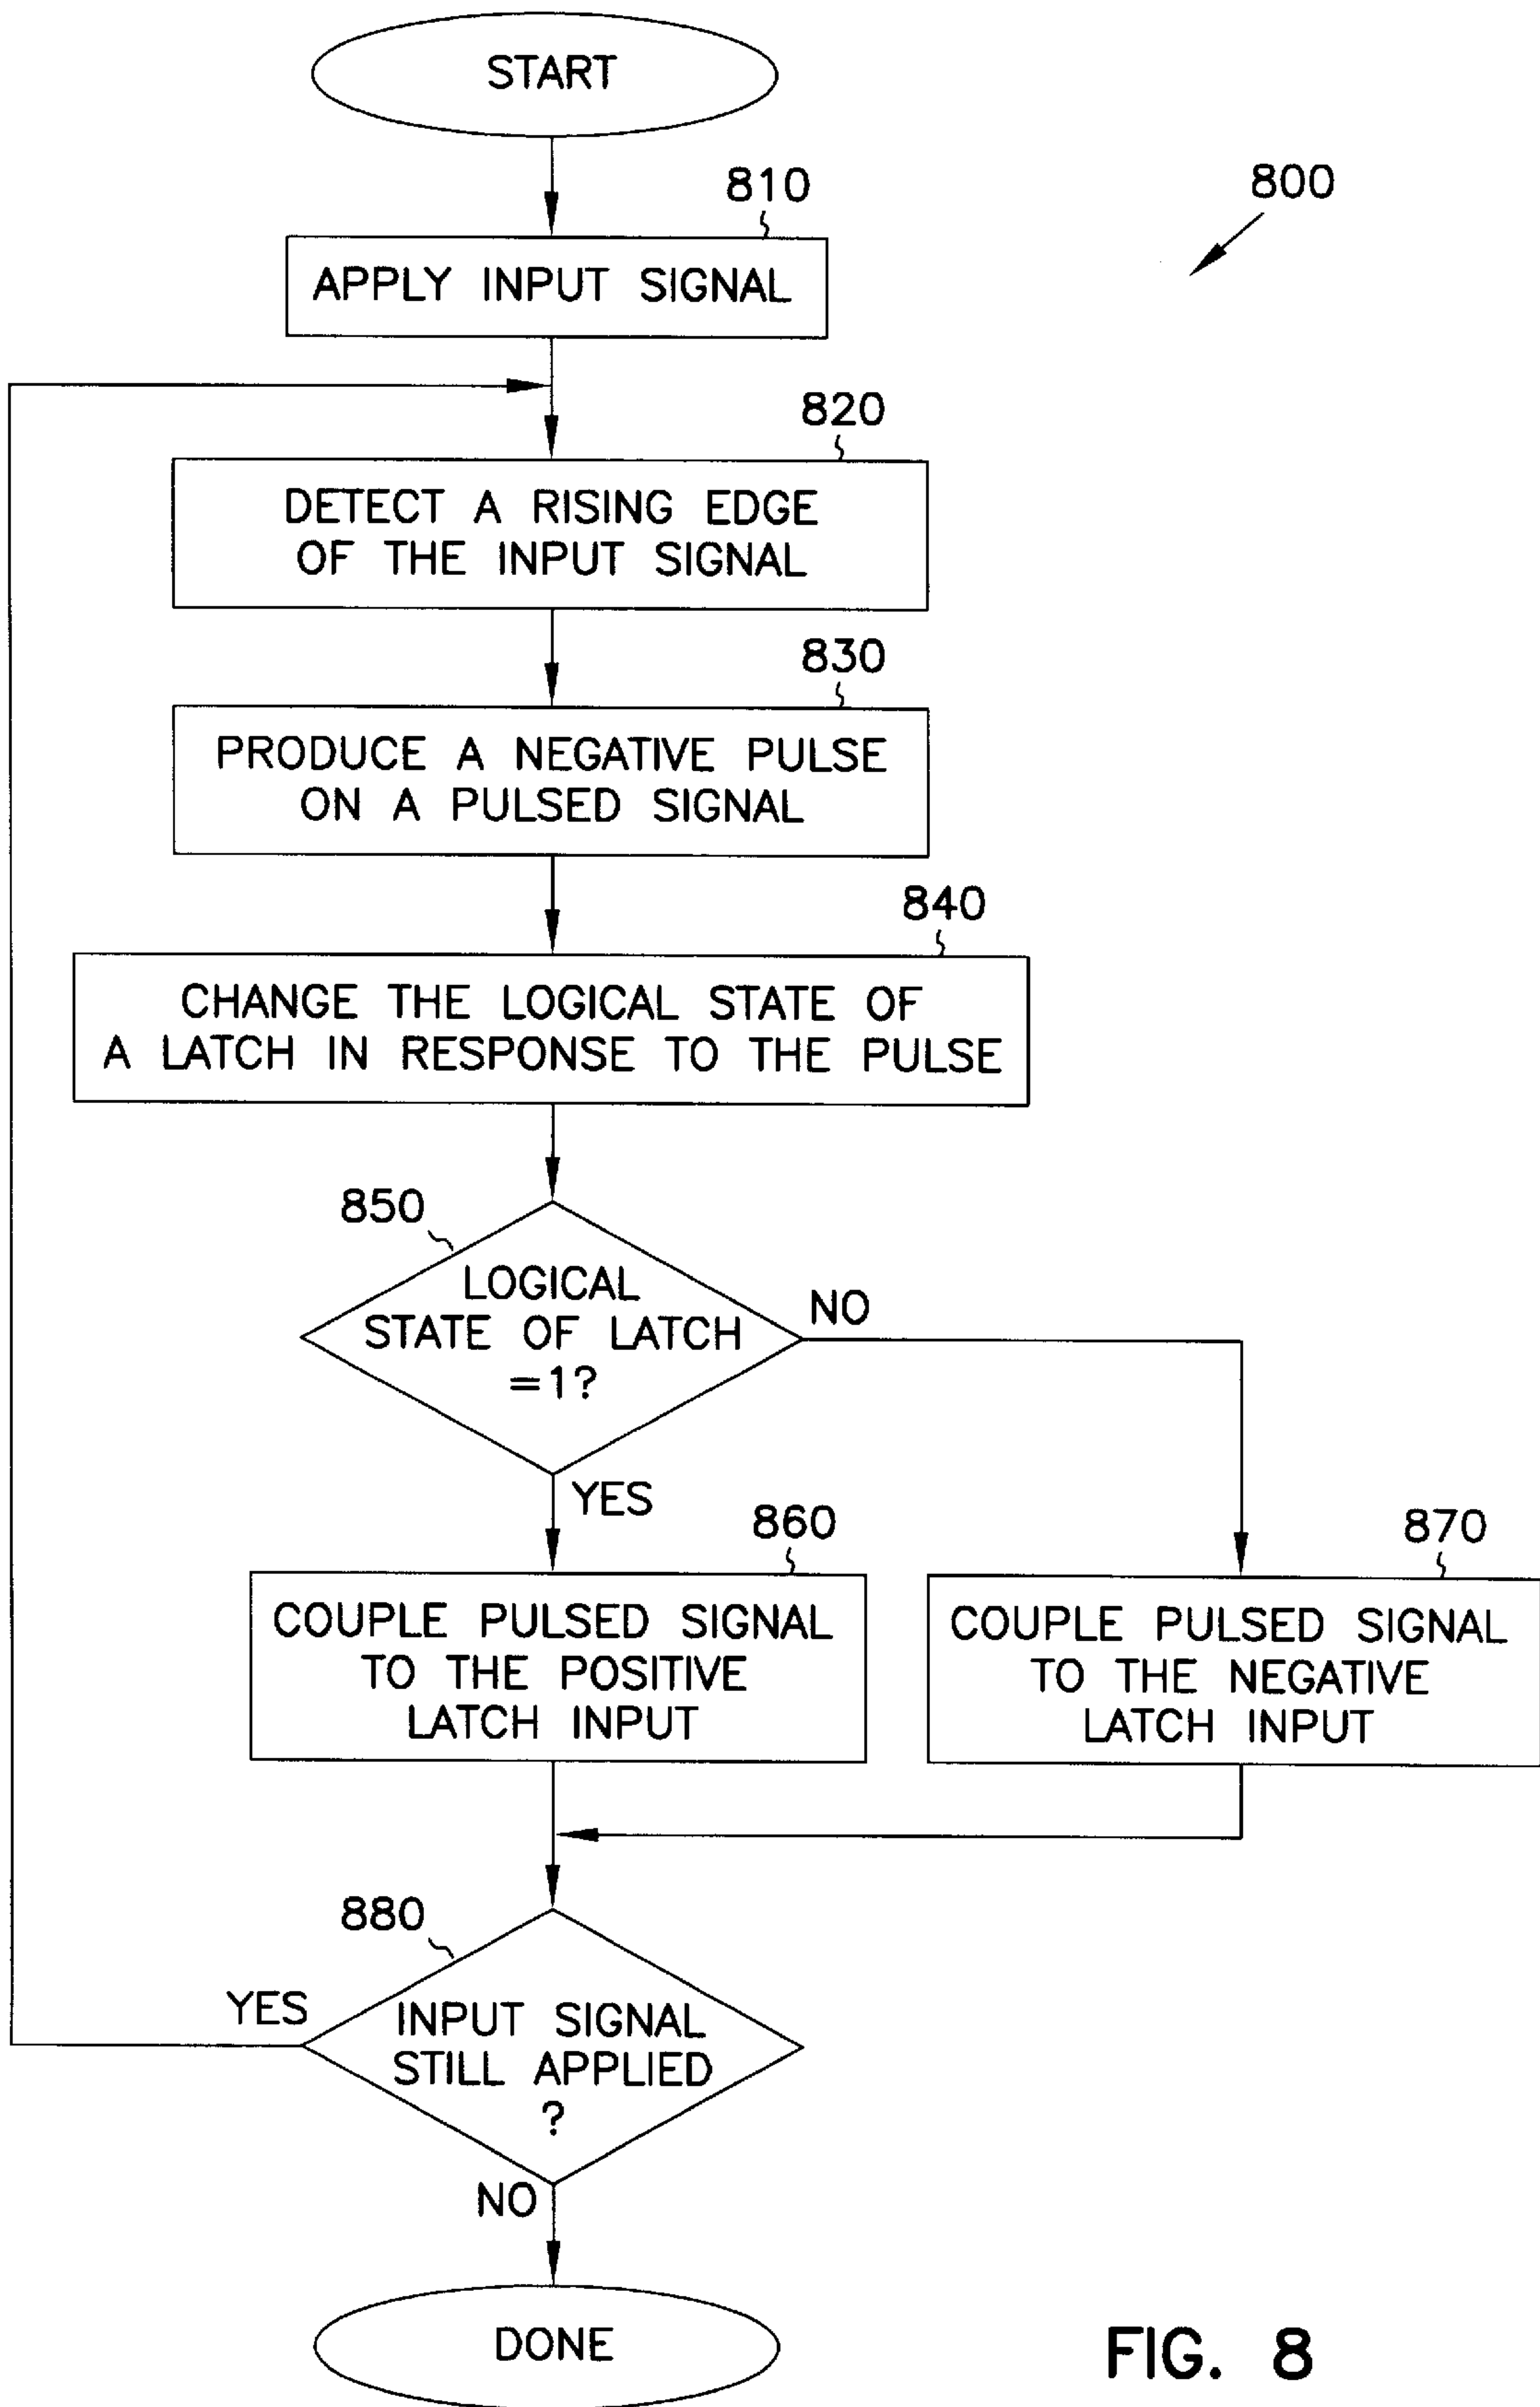 START
810
800
APPLY INPUT SIGNAL
820
DETECT A RISING EDGE
OF THE INPUT SIGNAL
830
PRODUCE A NEGATIVE PULSE
ON A PULSED SIGNAL
840
CHANGE THE LOGICAL STATE OF
A LATCH IN RESPONSE TO THE PULSE
850
LOGICAL
STATE OF LATCH
=1?
NO
YES
860
COUPLE PULSED SIGNAL
TO THE POSITIVE
LATCH INPUT
870
COUPLE PULSED SIGNAL
TO THE NEGATIVE
LATCH INPUT
880
YES
INPUT SIGNAL
STILL APPLIED
?
NO
DONE
FIG. 8